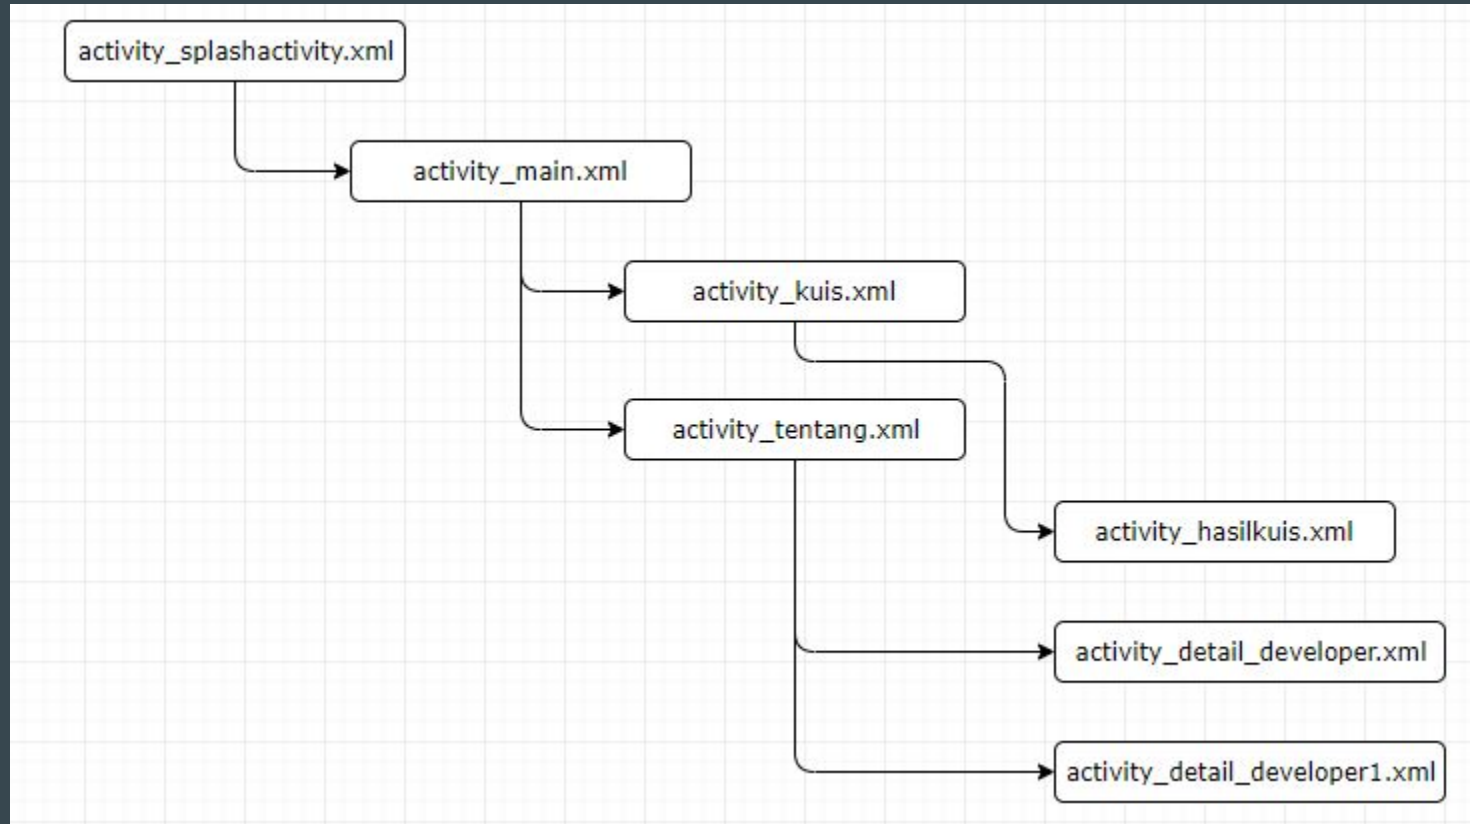 activity_splashactivity.xml
activity_main.xml
activity_kuis.xml
activity_tentang.xml
activity_hasilkuis.xml
activity_detail_developer.xml
activity_detail_developer1.xml